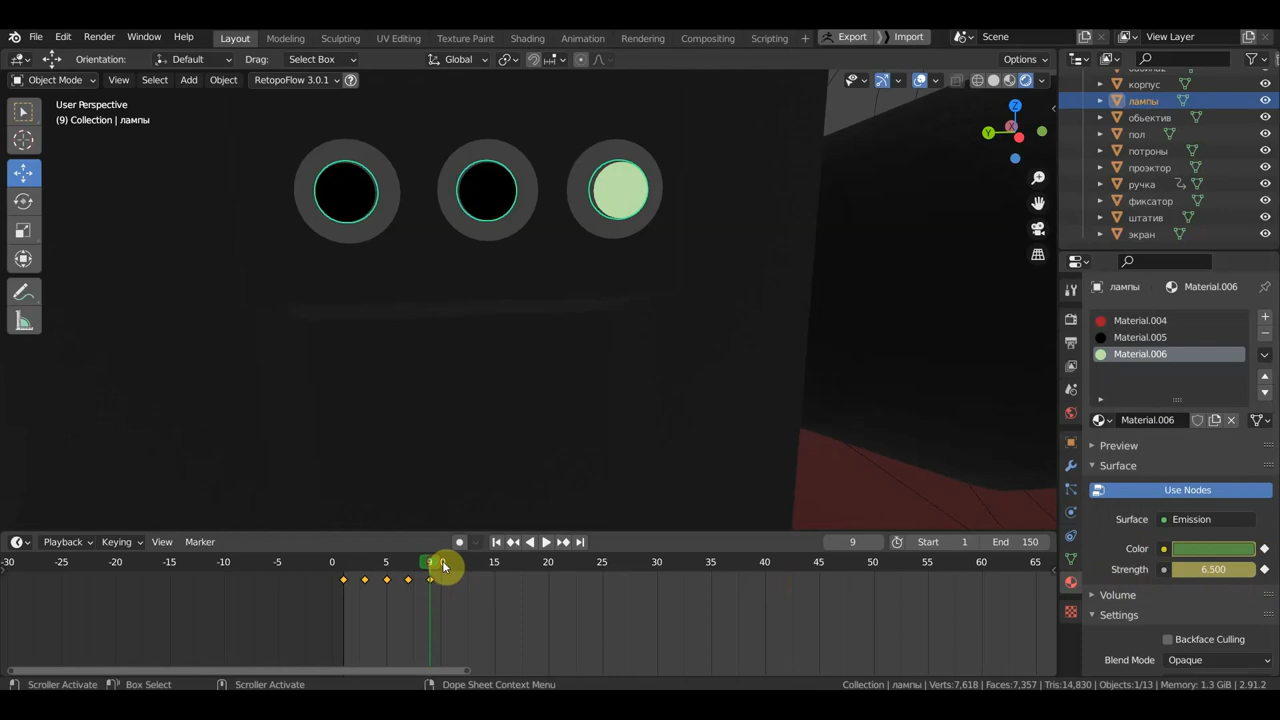 File Edit Render Window Help Layout Modeling Sculpting UV Editing Texture Paint Shading Animation Rendering Compositing Scripting + Export Import Scene View Layer
Orientation: Default Drag: Select Box Global Options
Object Mode View Select Add Object RetopoFlow 3.0.1
User Perspective
(9) Collection | лампы
Z
Y
X
корпус
лампы
обьектив
пол
потроны
проэктор
ручка
фиксатор
штатив
экран
лампы Material.006
Material.004
Material.005
Material.006
Material.006
Preview
Surface
Use Nodes
Surface Emission
Color
Strength 6.500
Volume
Settings
Backface Culling
Blend Mode Opaque
Playback Keying View Marker 9 Start 1 End 150
-30 -25 -20 -15 -10 -5 0 5 9 15 20 25 30 35 40 45 50 55 60 65
Scroller Activate Box Select Scroller Activate Dope Sheet Context Menu Collection | лампы | Verts:7,618 | Faces:7,357 | Tris:14,830 | Objects:1/13 | Memory: 1.3 GiB | 2.91.2